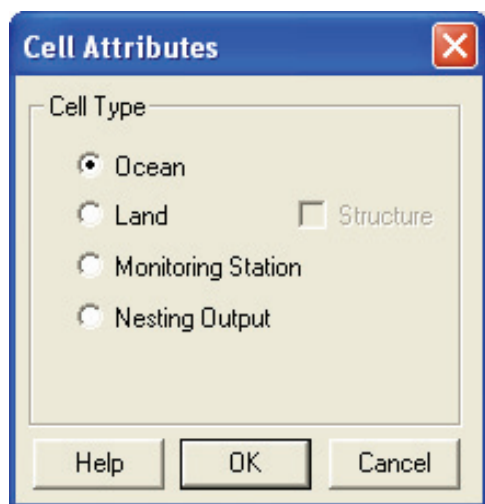 Cell Attributes
Cell Type
Ocean
Land Structure
Monitoring Station
Nesting Output
Help OK Cancel